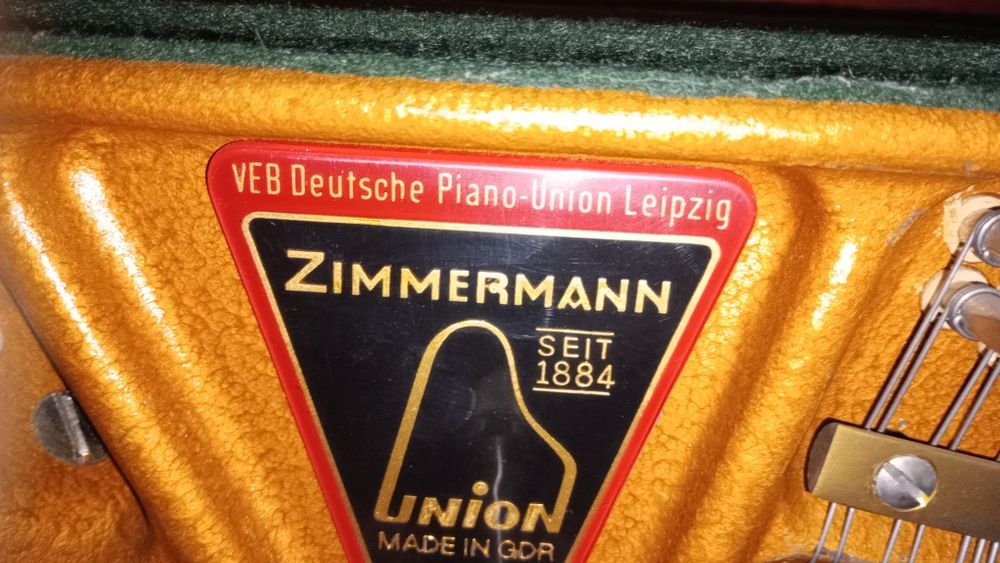 VEB Deutsche Piano-Union Leipzig
ZIMMERMANN
SEIT
1884
UNiON
MADE IN GDR